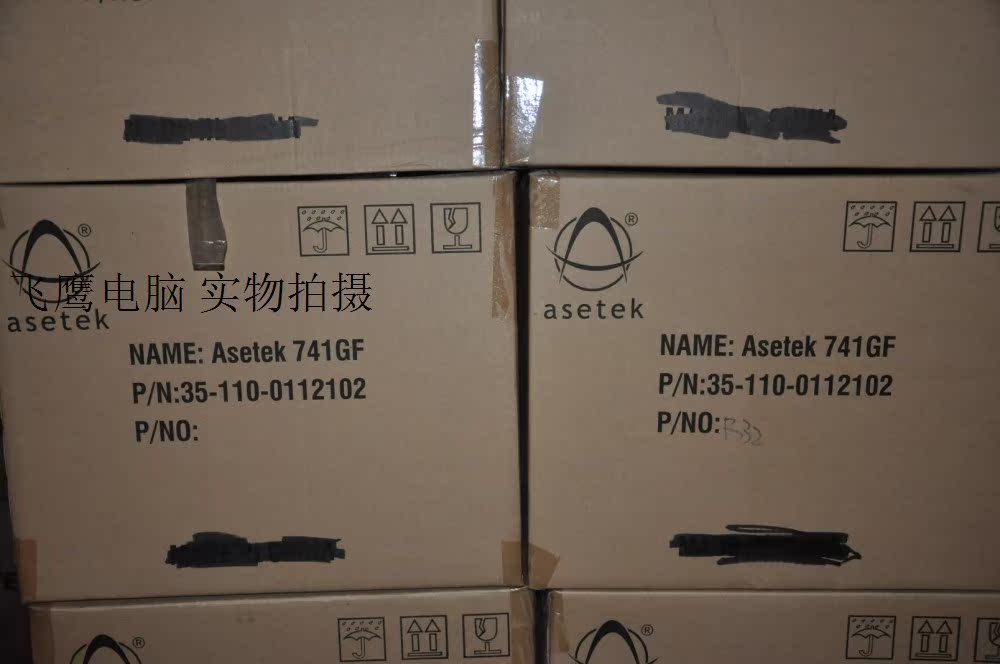 ®
asetek
飞鹰电脑 实物拍摄
NAME: Asetek 741GF
P/N:35-110-0112102
P/NO:
®
asetek
NAME: Asetek 741GF
P/N:35-110-0112102
P/NO:R32
®
®